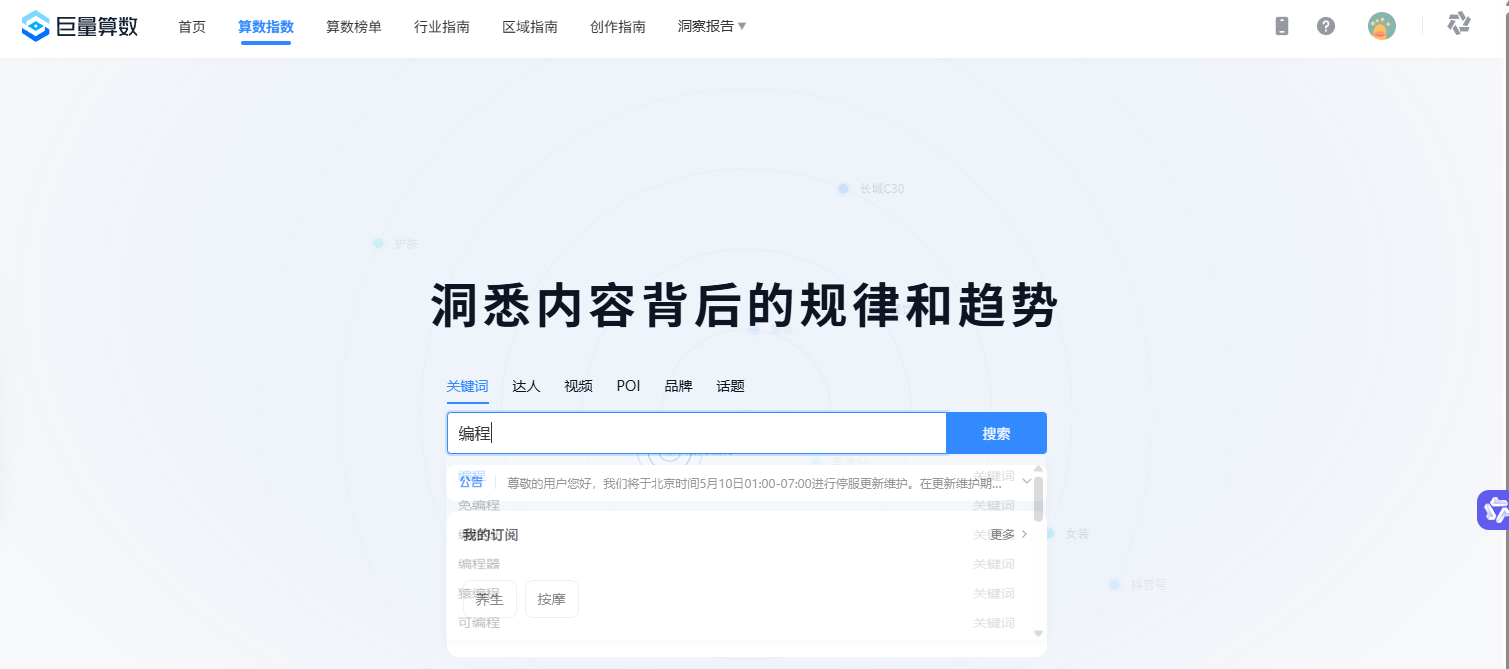 巨量算数 首页 算数指数 算数榜单 行业指南 区域指南 创作指南 洞察报告
长城C30
护肤
洞悉内容背后的规律和趋势
关键词 达人 视频 POI 品牌 话题
编程 搜索
编程 关键词
公告 尊敬的用户您好，我们将于北京时间5月10日01:00-07:00进行停服更新维护。在更新维护期...
免编程 关键词
我的订阅 更多
女装
编程器 关键词
抖音号
猿编程 关键词
养生 按摩
可编程 关键词